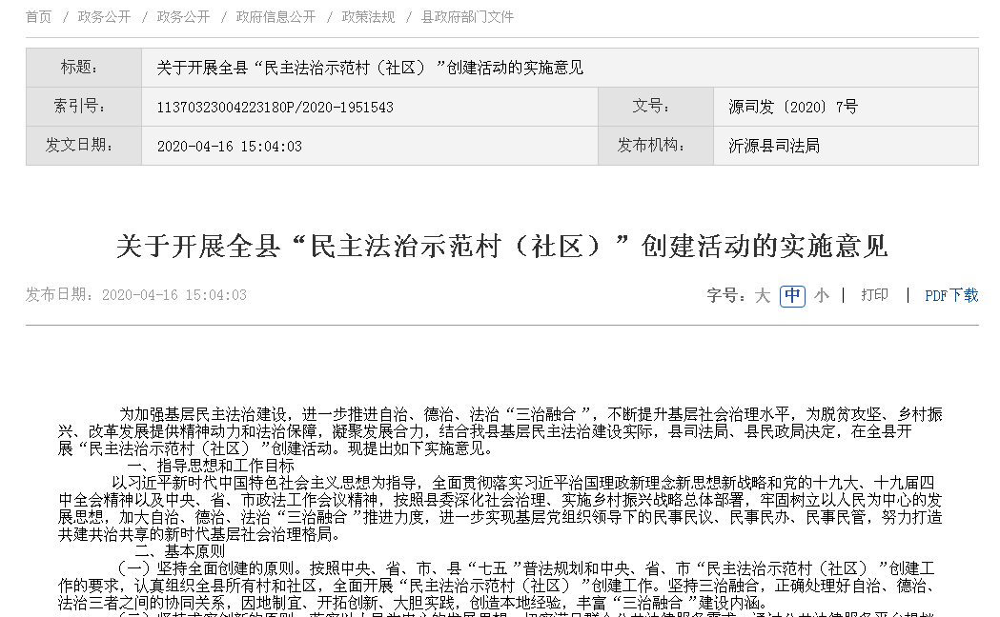 首页 / 政务公开 / 政务公开 / 政府信息公开 / 政策法规 / 县政府部门文件
标题： 关于开展全县“民主法治示范村（社区）”创建活动的实施意见
索引号： 11370323004223180P/2020-1951543 文号： 源司发〔2020〕7号
发文日期： 2020-04-16 15:04:03 发布机构： 沂源县司法局
关于开展全县“民主法治示范村（社区）”创建活动的实施意见
发布日期：2020-04-16 15:04:03 字号：大 中 小 | 打印 | PDF下载
为加强基层民主法治建设，进一步推进自治、德治、法治“三治融合”，不断提升基层社会治理水平，为脱贫攻坚、乡村振
兴、改革发展提供精神动力和法治保障，凝聚发展合力，结合我县基层民主法治建设实际，县司法局、县民政局决定，在全县开
展“民主法治示范村（社区）”创建活动。现提出如下实施意见。
一、指导思想和工作目标
以习近平新时代中国特色社会主义思想为指导，全面贯彻落实习近平治国理政新理念新思想新战略和党的十九大、十九届四
中全会精神以及中央、省、市政法工作会议精神，按照县委深化社会治理、实施乡村振兴战略总体部署，牢固树立以人民为中心的发
展思想，加大自治、德治、法治“三治融合”推进力度，进一步实现基层党组织领导下的民事民议、民事民办、民事民管，努力打造
共建共治共享的新时代基层社会治理格局。
二、基本原则
（一）坚持全面创建的原则。按照中央、省、市、县“七五”普法规划和中央、省、市“民主法治示范村（社区）”创建工
作的要求，认真组织全县所有村和社区，全面开展“民主法治示范村（社区）”创建工作。坚持三治融合，正确处理好自治、德治、
法治三者之间的协同关系，因地制宜、开拓创新、大胆实践，创造本地经验，丰富“三治融合”建设内涵。